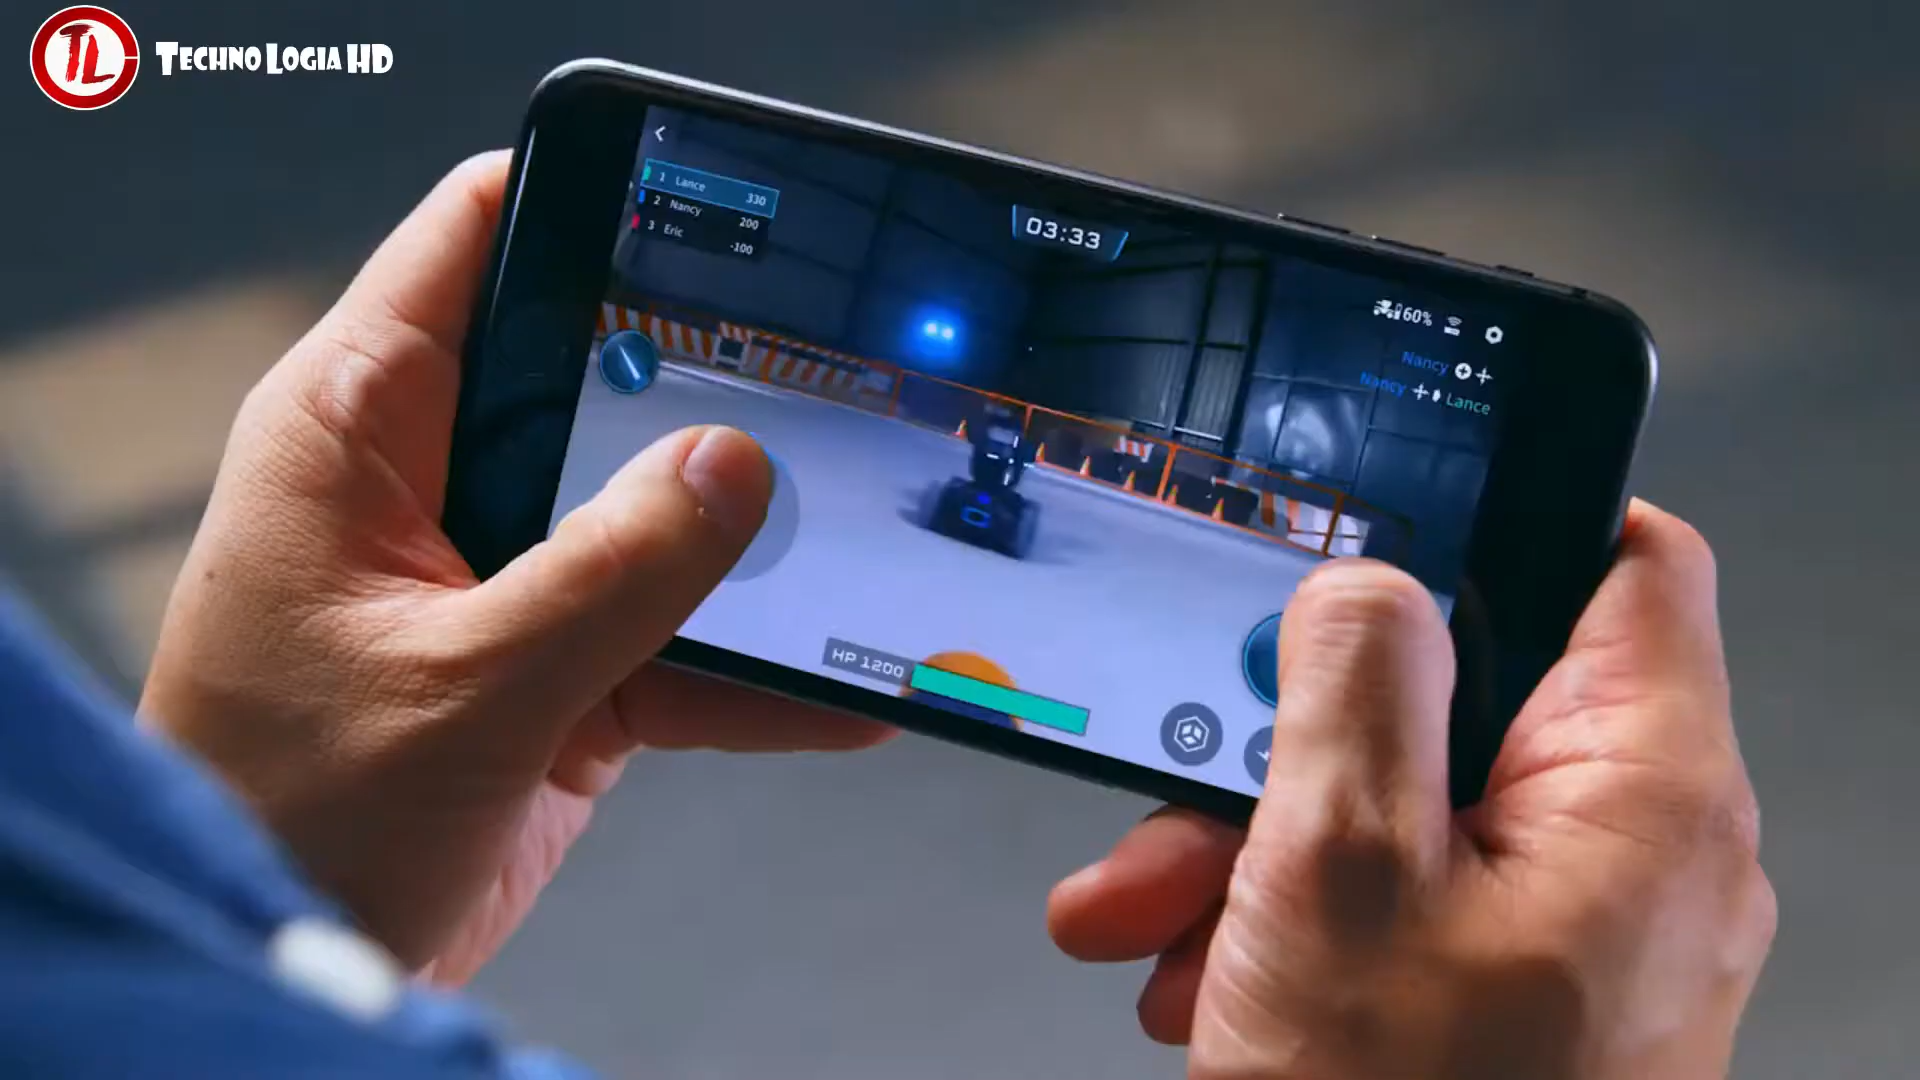 TL TECHNO LOGIA HD
1 Lance 330
2 Nancy 200
3 Eric -100
03:33
60%
Nancy
Nancy Lance
HP 1200